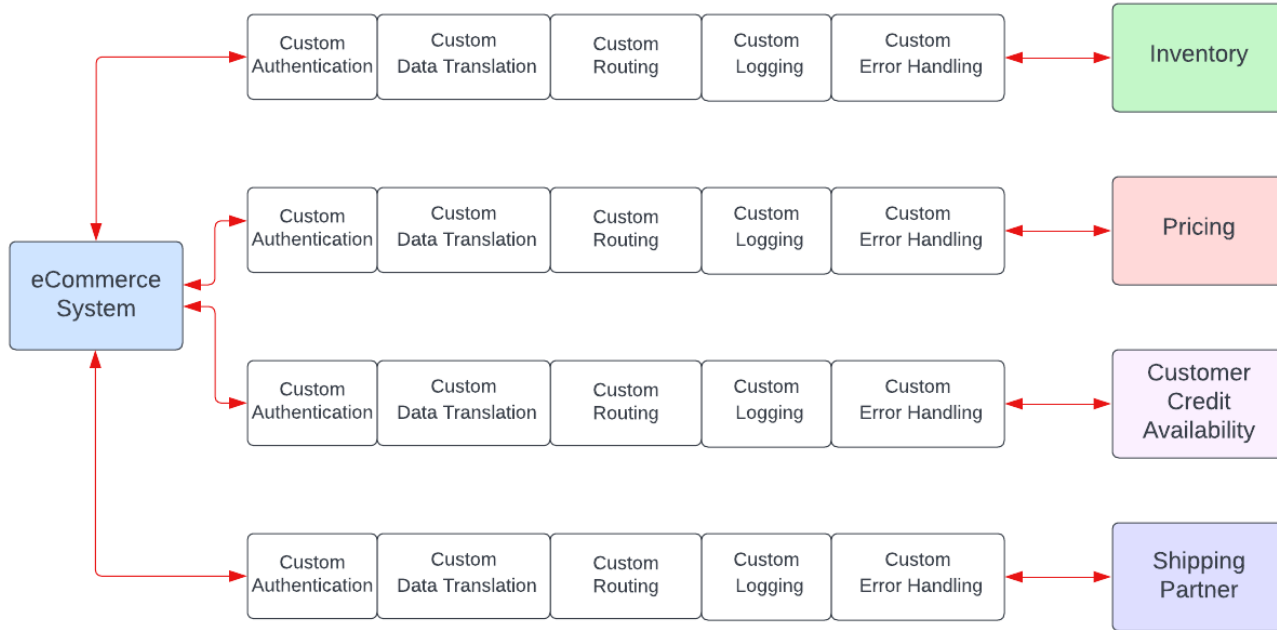 Custom
Authentication
Custom
Data Translation
Custom
Routing
Custom
Logging
Custom
Error Handling
Inventory
Custom
Authentication
Custom
Data Translation
Custom
Routing
Custom
Logging
Custom
Error Handling
Pricing
eCommerce
System
Custom
Authentication
Custom
Data Translation
Custom
Routing
Custom
Logging
Custom
Error Handling
Customer
Credit
Availability
Custom
Authentication
Custom
Data Translation
Custom
Routing
Custom
Logging
Custom
Error Handling
Shipping
Partner